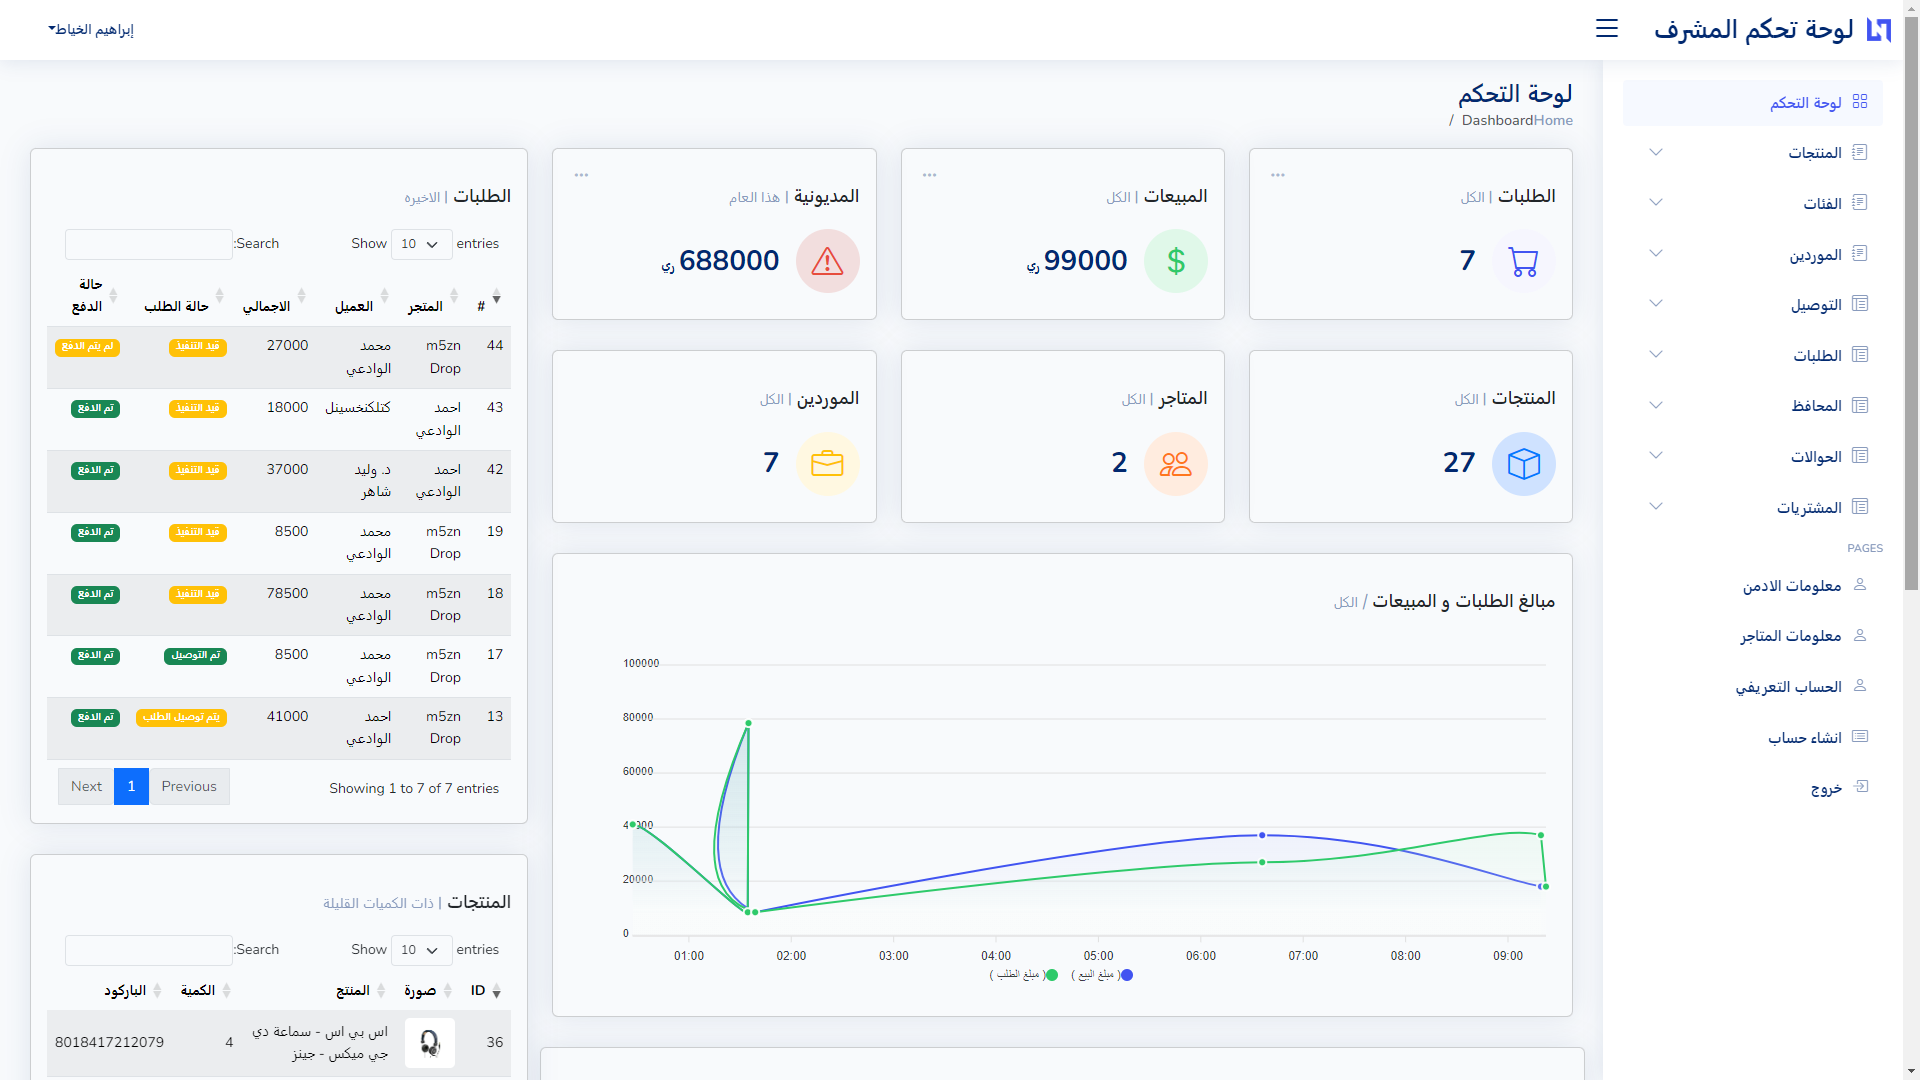 لوحة تحكم المشرف
إبراهيم الخياط
لوحة التحكم
المنتجات
الفئات
الموردين
التوصيل
الطلبات
المحافظ
الحوالات
المشتريات
PAGES
معلومات الادمن
معلومات المتاجر
الحساب التعريفي
انشاء حساب
خروج
لوحة التحكم
/ DashboardHome
الطلبات | الكل
7
المبيعات | الكل
99000 ري
المديونية | هذا العام
688000 ري
المنتجات | الكل
27
المتاجر | الكل
2
الموردين | الكل
7
مبالغ الطلبات و المبيعات / الكل
100000
80000
60000
40000
20000
0
01:00 02:00 03:00 04:00 05:00 06:00 07:00 08:00 09:00
( مبلغ البيع ) ( مبلغ الطلب )
الطلبات | الاخيره
Show 10 entries
Search:
# المتجر العميل الاجمالي حالة الطلب حالة الدفع
44 m5zn Drop محمد الوادعي 27000 قيد التنفيذ لم يتم الدفع
43 احمد الوادعي كتلكنخسينل 18000 قيد التنفيذ تم الدفع
42 احمد الوادعي د. وليد شاهر 37000 قيد التنفيذ تم الدفع
19 m5zn Drop محمد الوادعي 8500 قيد التنفيذ تم الدفع
18 m5zn Drop محمد الوادعي 78500 قيد التنفيذ تم الدفع
17 m5zn Drop محمد الوادعي 8500 تم التوصيل تم الدفع
13 m5zn Drop احمد الوادعي 41000 يتم توصيل الطلب تم الدفع
Showing 1 to 7 of 7 entries
Next 1 Previous
المنتجات | ذات الكميات القليلة
Show 10 entries
Search:
ID صورة المنتج الكمية الباركود
36 اس بي اس - سماعة دي جي ميكس - جينز 4 8018417212079